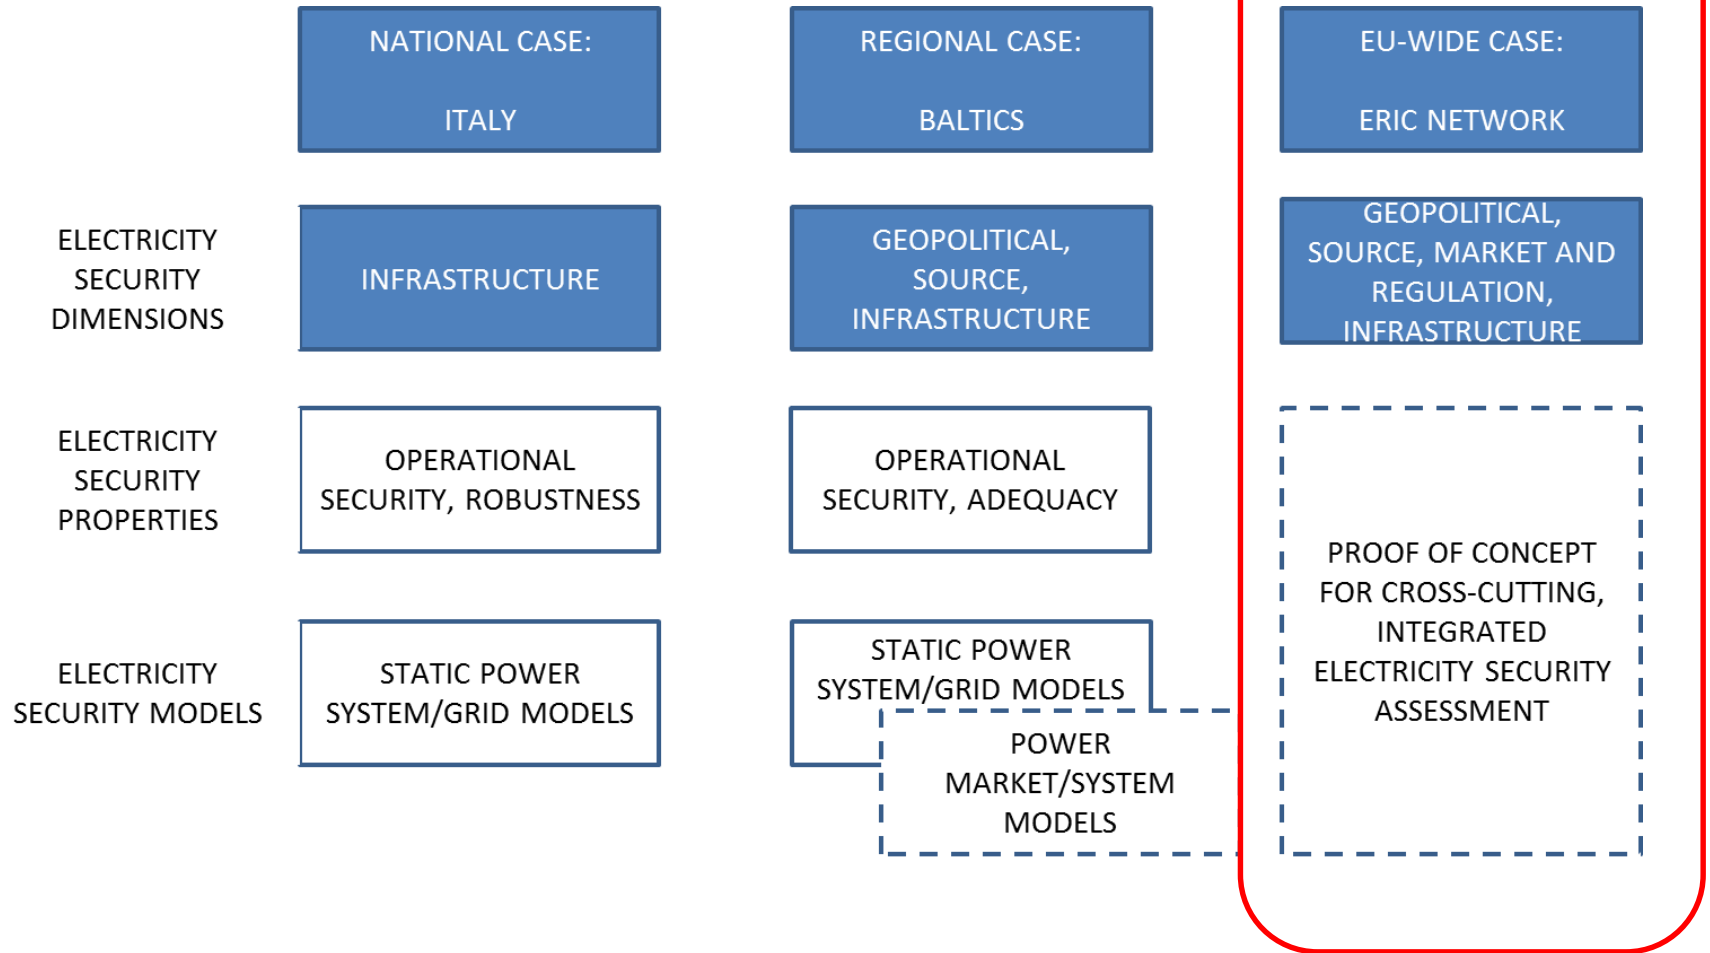 NATIONAL CASE:
ITALY
REGIONAL CASE:
BALTICS
EU-WIDE CASE:
ERIC NETWORK
ELECTRICITY
SECURITY
DIMENSIONS
INFRASTRUCTURE
GEOPOLITICAL,
SOURCE,
INFRASTRUCTURE
GEOPOLITICAL,
SOURCE, MARKET AND
REGULATION,
INFRASTRUCTURE
ELECTRICITY
SECURITY
PROPERTIES
OPERATIONAL
SECURITY, ROBUSTNESS
OPERATIONAL
SECURITY, ADEQUACY
PROOF OF CONCEPT
FOR CROSS-CUTTING,
INTEGRATED
ELECTRICITY SECURITY
ASSESSMENT
ELECTRICITY
SECURITY MODELS
STATIC POWER
SYSTEM/GRID MODELS
STATIC POWER
SYSTEM/GRID MODELS
POWER
MARKET/SYSTEM
MODELS